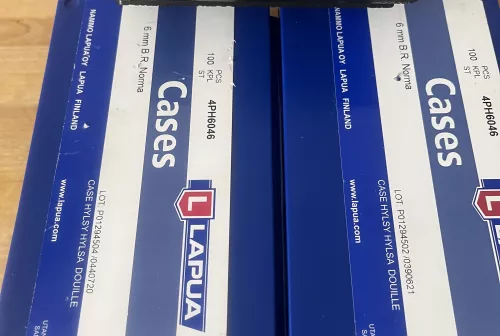 PCS
100 KPL
ST
4PH6046
6 mm B.R. Norma
Cases
LAPUA
LOT. P01294504 /0440720
CASE HYLSY HYLSA DOUILLE
NAMMO LAPUA OY LAPUA FINLAND
www.lapua.com
PCS
100 KPL
ST
4PH6046
6 mm B.R. Norma
Cases
L
LOT. P01294502 /0390621
CASE HYLSY HYLSA DOUILLE
NAMMO LAPUA OY LAPUA FINLAND
www.lapua.com